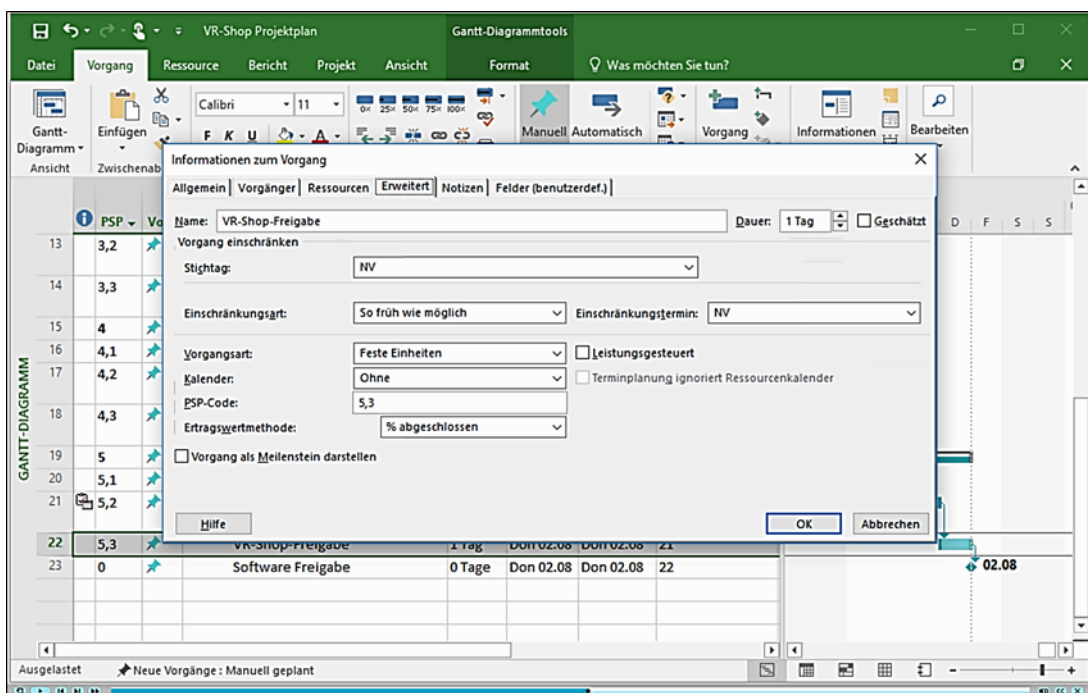 VR-Shop Projektplan
Gantt-Diagrammtools
Datei Vorgang Ressource Bericht Projekt Ansicht Format Was möchten Sie tun?
Calibri 11
0% 25% 50% 75% 100%
Gantt-Diagramm Einfügen F K U A Manuell Automatisch Vorgang Informationen Bearbeiten
Ansicht Zwischenab
Informationen zum Vorgang
Allgemein Vorgänger Ressourcen Erweitert Notizen Felder (benutzerdef.)
PSP Vo
Name: VR-Shop-Freigabe Dauer: 1 Tag Geschätzt
D F S S
Vorgang einschränken
Stichtag: NV
Einschränkungsart: So früh wie möglich Einschränkungstermin: NV
Vorgangsart: Feste Einheiten Leistungsgesteuert
Kalender: Ohne Terminplanung ignoriert Ressourcenkalender
PSP-Code: 5,3
Ertragswertmethode: % abgeschlossen
Vorgang als Meilenstein darstellen
Hilfe OK Abbrechen
GANTT-DIAGRAMM
13 3,2
14 3,3
15 4
16 4,1
17 4,2
18 4,3
19 5
20 5,1
21 5,2
22 5,3 VR-Shop-Freigabe 1 Tag Don 02.08 Don 02.08 21
23 0 Software Freigabe 0 Tage Don 02.08 Don 02.08 22 02.08
Ausgelastet Neue Vorgänge : Manuell geplant